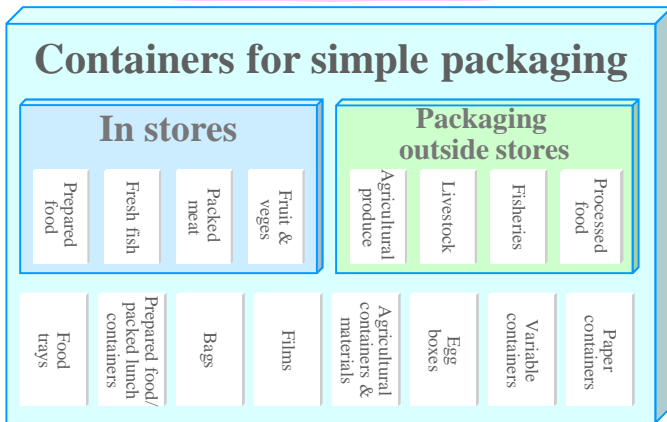 Containers for simple packaging
In stores
Prepared
food
Fresh fish
Packed
meat
Fruit &
veges
Packaging
outside stores
Agricultural
produce
Livestock
Fisheries
Processed
food
Food
trays
Prepared food/
packed lunch
containers
Bags
Films
Agricultural
containers &
materials
Egg
boxes
Variable
containers
Paper
containers